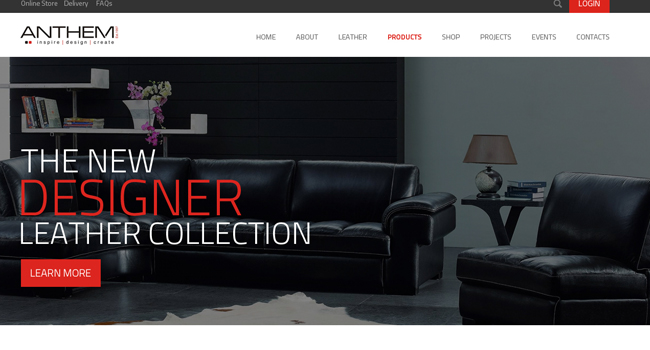 Online Store Delivery FAQs LOGIN
ANTHEM
inspire | design | create
HOME ABOUT LEATHER PRODUCTS SHOP PROJECTS EVENTS CONTACTS
THE NEW
DESIGNER
LEATHER COLLECTION
LEARN MORE